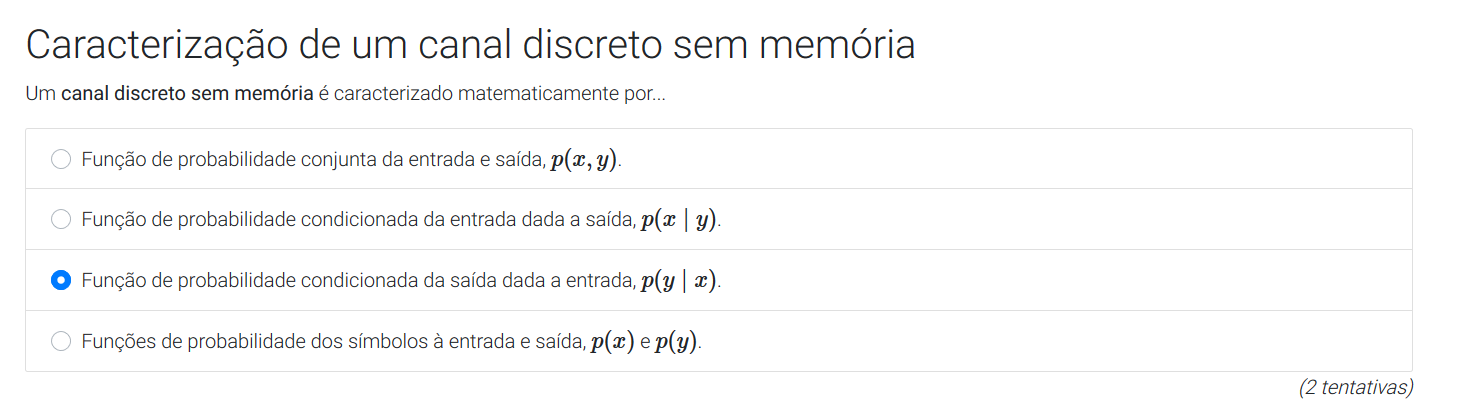 Caracterização de um canal discreto sem memória
Um canal discreto sem memória é caracterizado matematicamente por...
Função de probabilidade conjunta da entrada e saída, p(x, y).
Função de probabilidade condicionada da entrada dada a saída, p(x | y).
Função de probabilidade condicionada da saída dada a entrada, p(y | x).
Funções de probabilidade dos símbolos à entrada e saída, p(x) e p(y).
(2 tentativas)